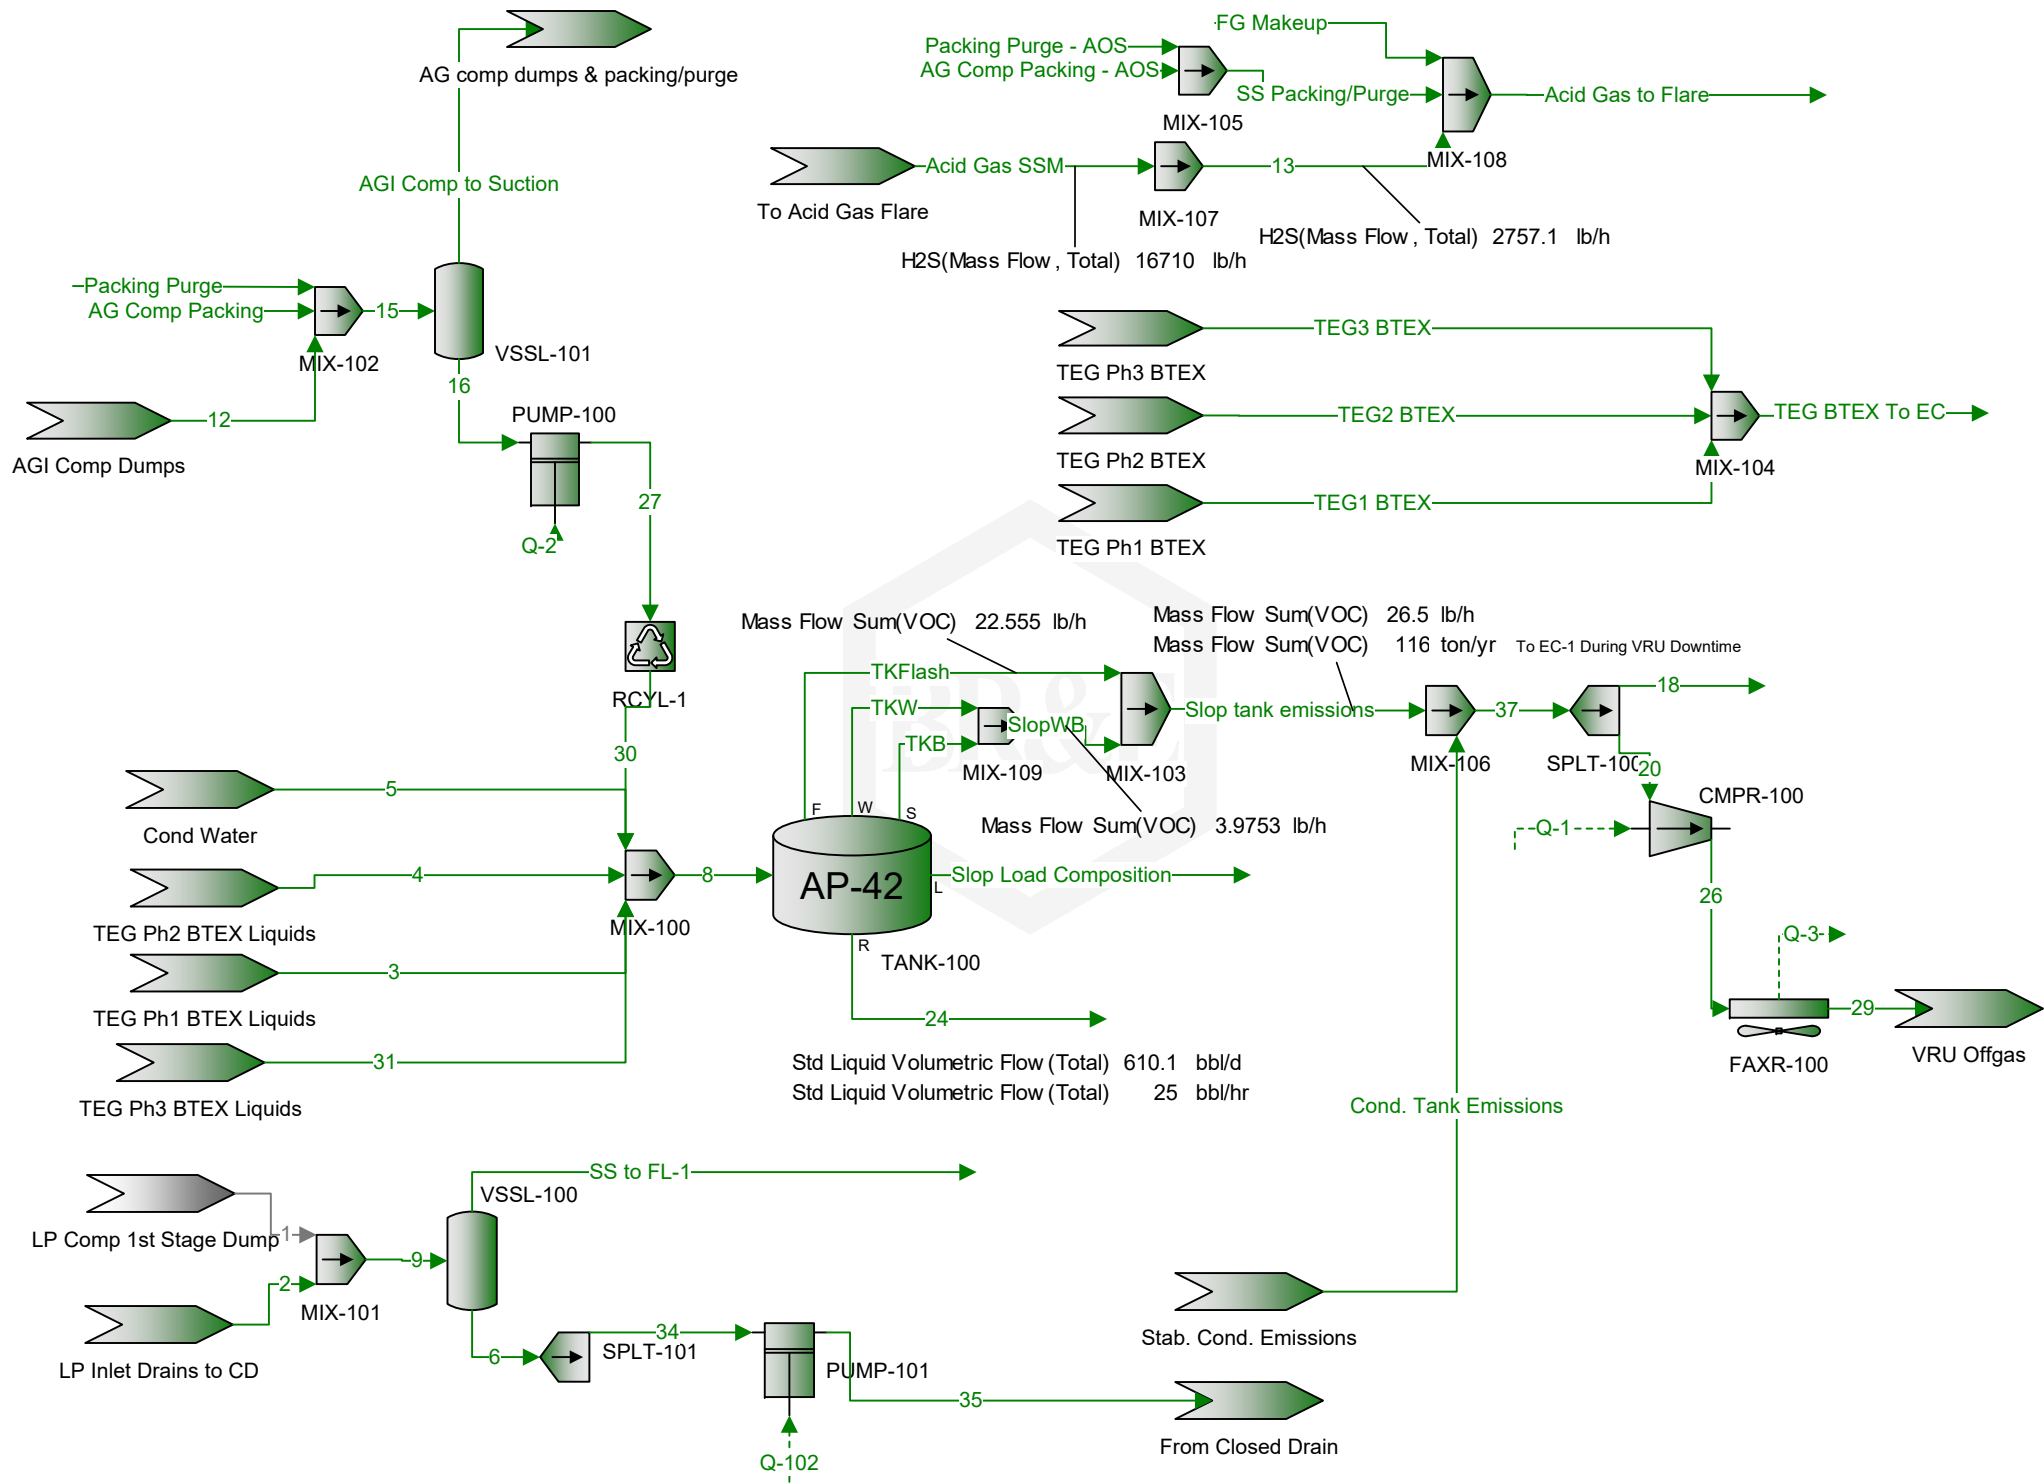 AG comp dumps & packing/purge
AGI Comp to Suction
Packing Purge
AG Comp Packing
15
MIX-102
VSSL-101
16
12
AGI Comp Dumps
PUMP-100
27
Q-2
RCYL-1
30
FG Makeup
Packing Purge - AOS
AG Comp Packing - AOS
SS Packing/Purge
Acid Gas to Flare
MIX-105
MIX-108
Acid Gas SSM
13
To Acid Gas Flare
MIX-107
H2S(Mass Flow, Total) 2757.1 lb/h
H2S(Mass Flow, Total) 16710 lb/h
TEG3 BTEX
TEG Ph3 BTEX
TEG2 BTEX
TEG BTEX To EC
TEG Ph2 BTEX
MIX-104
TEG1 BTEX
TEG Ph1 BTEX
Mass Flow Sum(VOC) 22.555 lb/h
Mass Flow Sum(VOC) 26.5 lb/h
Mass Flow Sum(VOC) 116 ton/yr
To EC-1 During VRU Downtime
TKFlash
TKW
SlopWB
TKB
MIX-109
MIX-103
BR&E
Slop tank emissions
37
18
MIX-106
SPLT-100
20
CMPR-100
Q-1
26
Q-3
29
FAXR-100
VRU Offgas
Mass Flow Sum(VOC) 3.9753 lb/h
5
Cond Water
4
TEG Ph2 BTEX Liquids
3
TEG Ph1 BTEX Liquids
31
TEG Ph3 BTEX Liquids
MIX-100
8
F
W
S
AP-42
L
Slop Load Composition
R
TANK-100
24
Std Liquid Volumetric Flow (Total) 610.1 bbl/d
Std Liquid Volumetric Flow (Total) 25 bbl/hr
Cond. Tank Emissions
SS to FL-1
VSSL-100
LP Comp 1st Stage Dump
1
9
2
MIX-101
LP Inlet Drains to CD
6
34
SPLT-101
PUMP-101
35
Q-102
Stab. Cond. Emissions
From Closed Drain